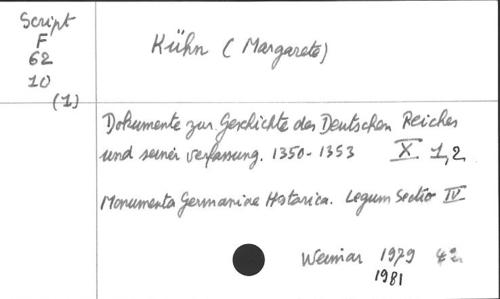 Script
F
62
10
(1)
Kühn (Margarete)
Dokumente zur Geschichte des Deutschen Reiches
und seiner verfassung. 1350-1353 X 1,2
Monumenta Germaniae Historica. Legum Sectio IV
Weimar 1979
1981